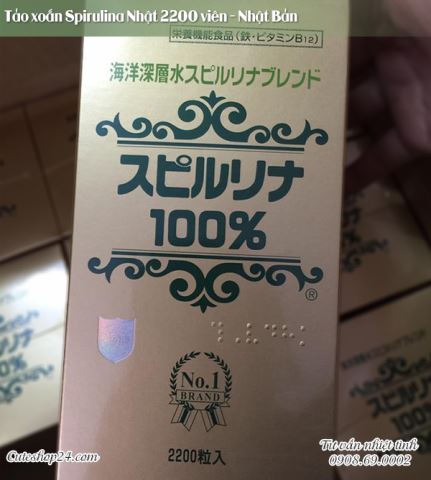 Tảo xoắn Spirulina Nhật 2200 viên - Nhật Bản
栄養機能食品(鉄・ビタミンB12)
海洋深層水スピルリナブレンド
スピルリナ
100%
®
No.1
BRAND
2200粒入
Cuteshop24.com
Tư vấn nhiệt tình
0908.69.0002